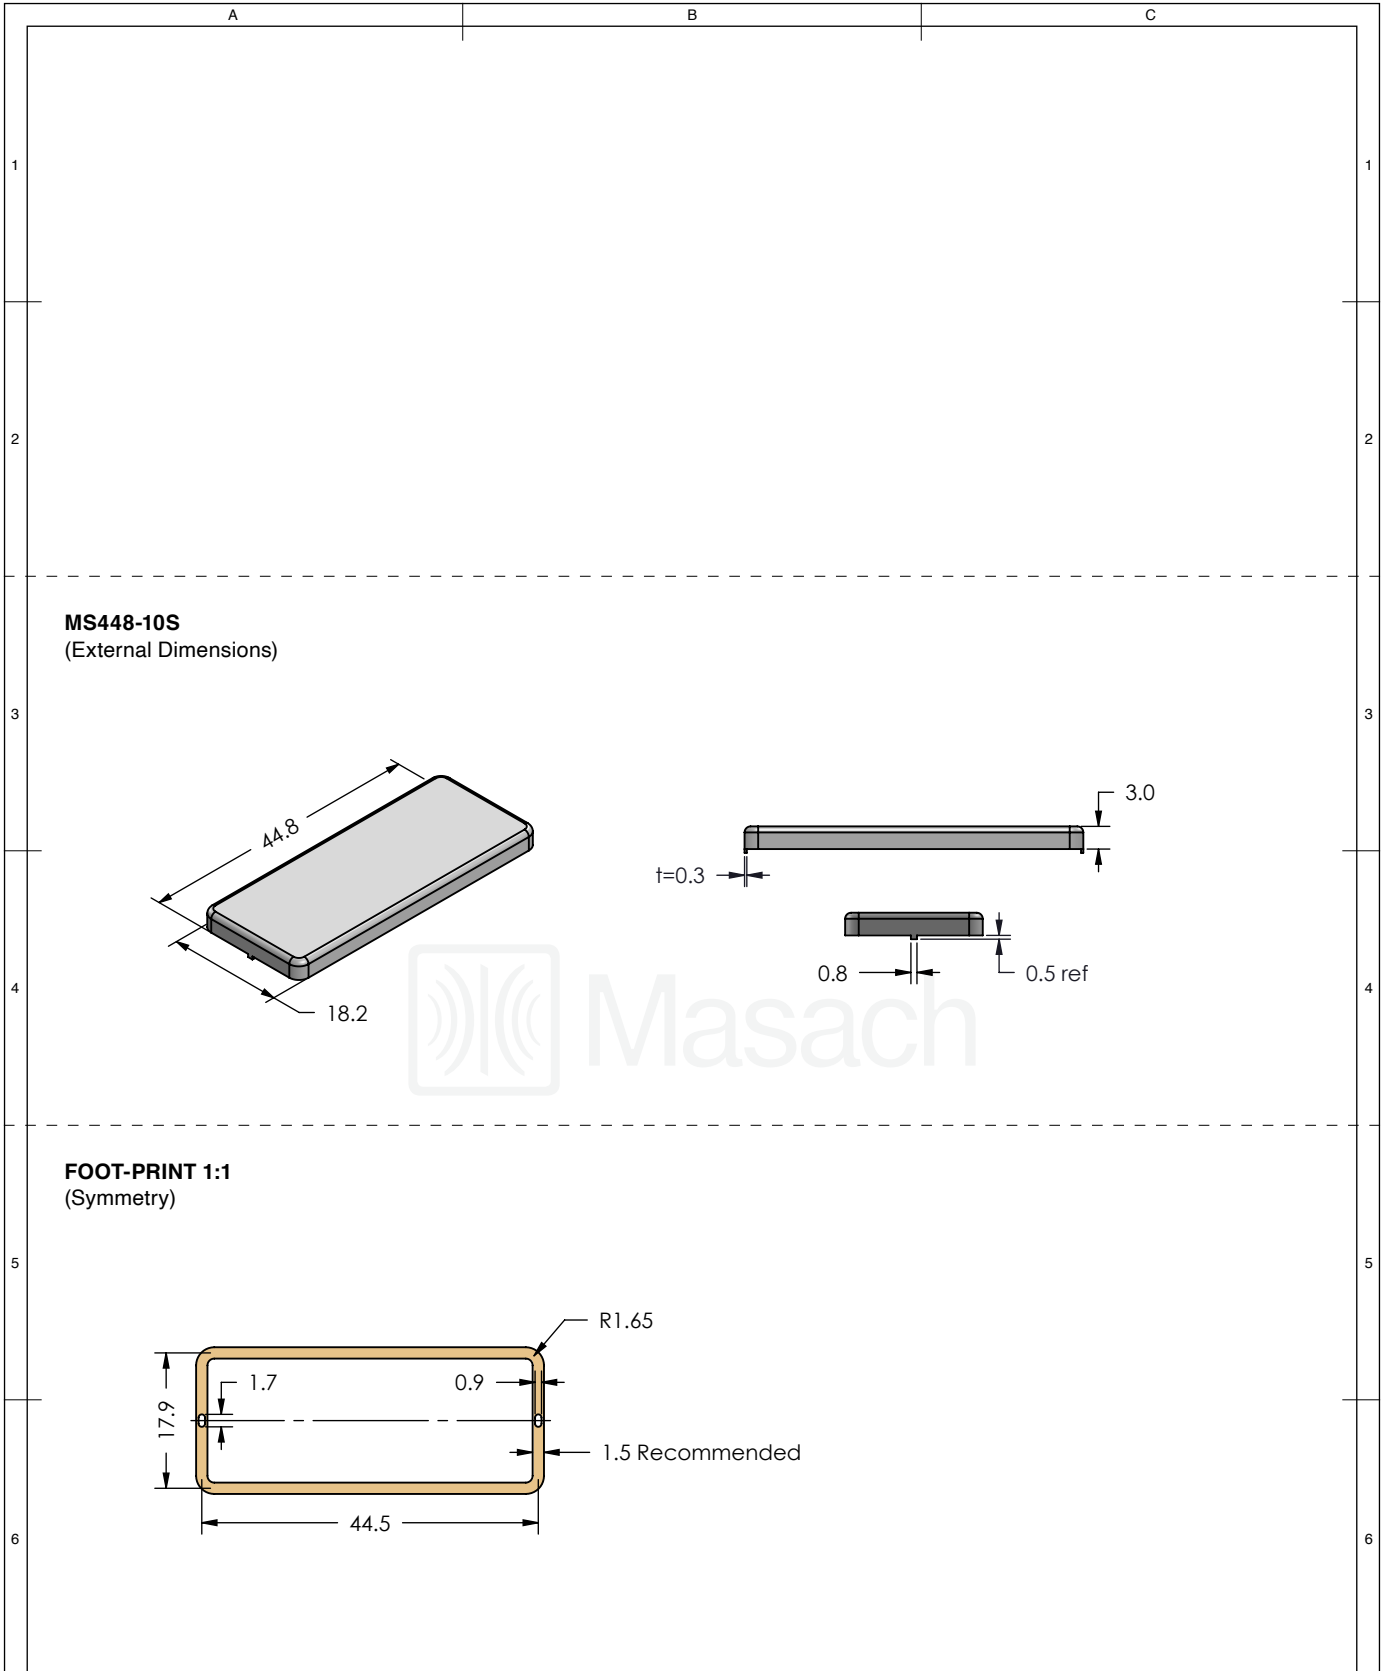 A B C
1 1
2 2
MS448-10S
(External Dimensions)
3 3
44.8
3.0
t=0.3
0.8
0.5 ref
18.2
4 4
Masach
FOOT-PRINT 1:1
(Symmetry)
5 5
R1.65
1.7
0.9
17.9
1.5 Recommended
44.5
6 6